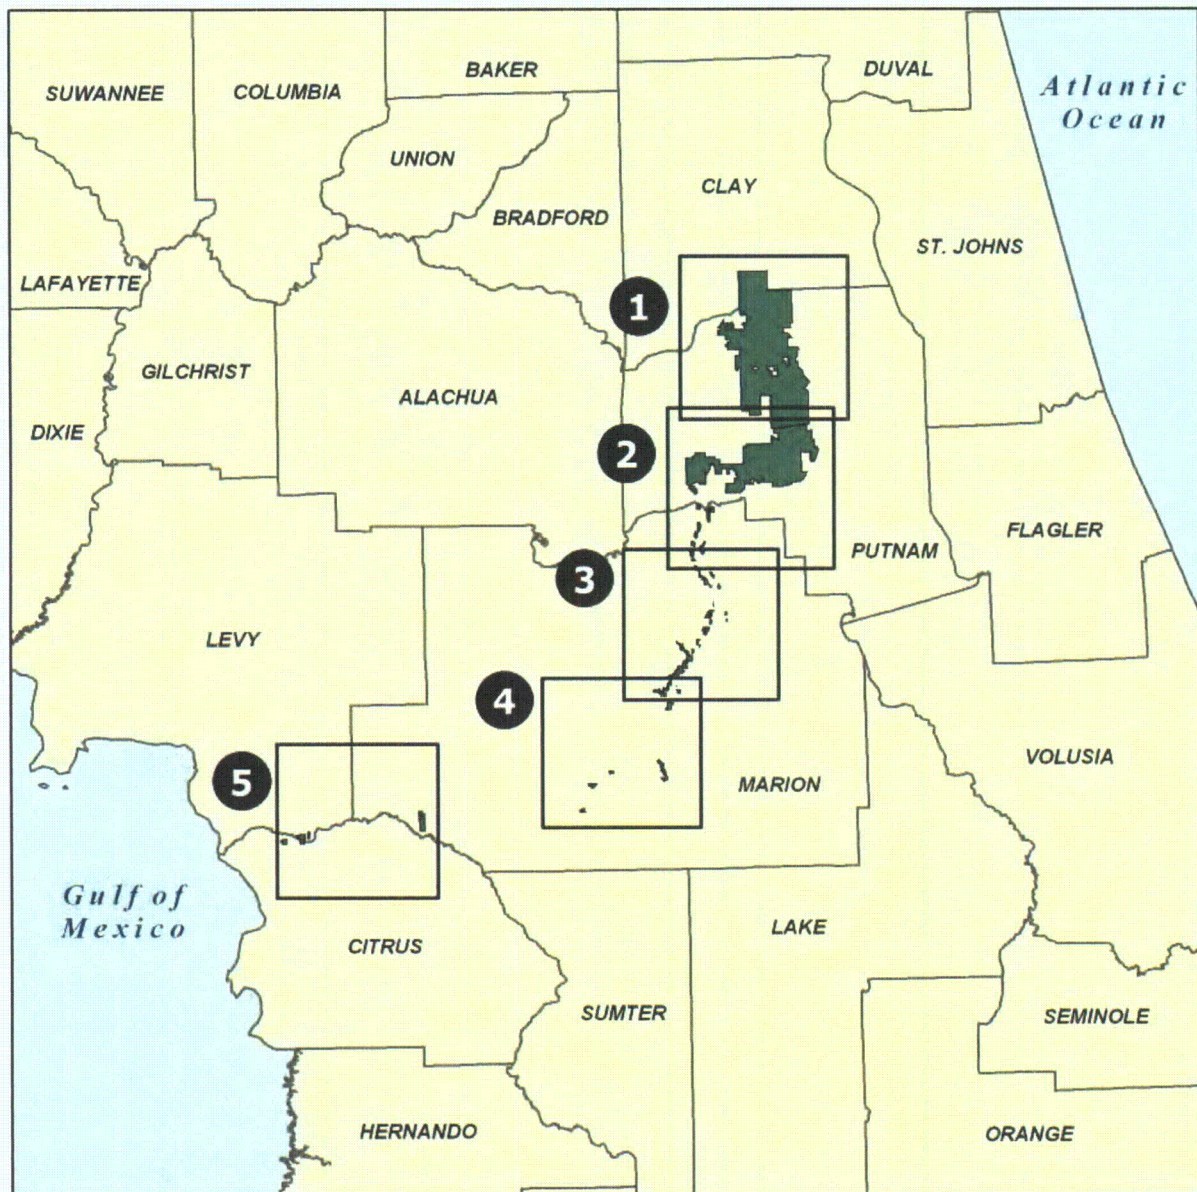 BAKER
DUVAL
SUWANNEE
COLUMBIA
Atlantic
Ocean
UNION
CLAY
BRADFORD
ST. JOHNS
LAFAYETTE
1
GILCHRIST
ALACHUA
DIXIE
2
FLAGLER
PUTNAM
3
LEVY
4
VOLUSIA
5
MARION
Gulf of
Mexico
LAKE
CITRUS
SUMTER
SEMINOLE
HERNANDO
ORANGE